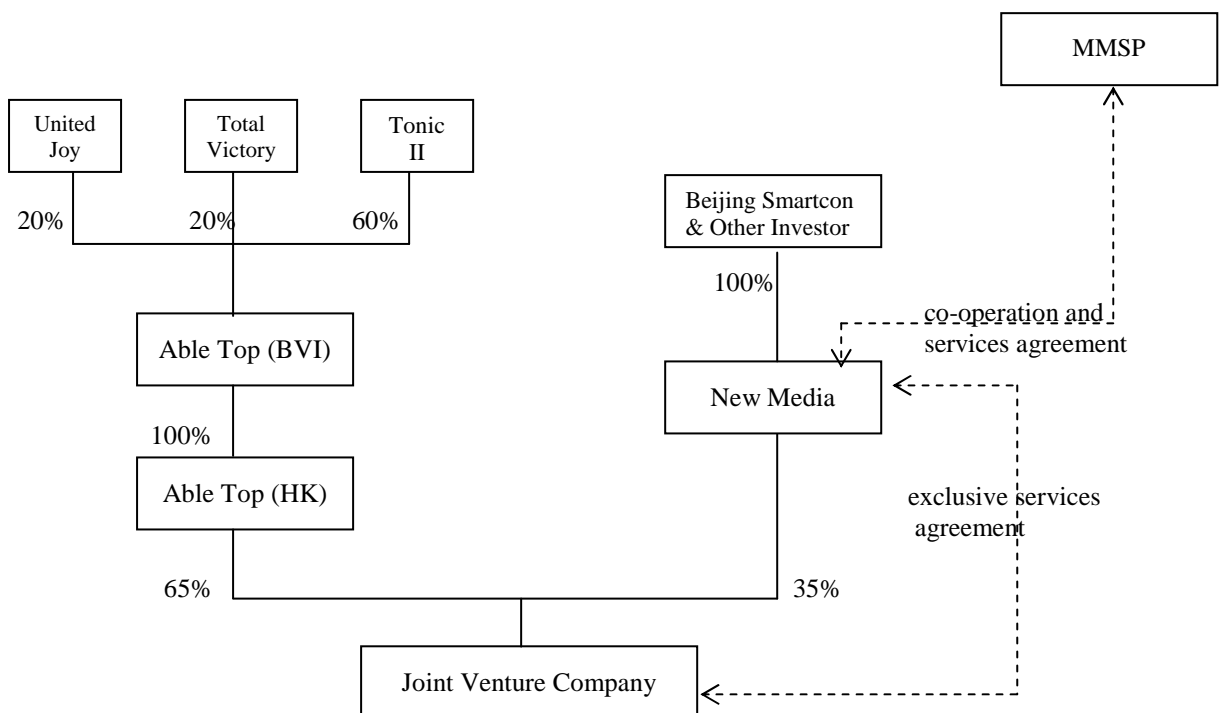 MMSP
United
Joy
Total
Victory
Tonic
II
20%
20%
60%
Beijing Smartcon
& Other Investor
100%
co-operation and
services agreement
Able Top (BVI)
New Media
100%
Able Top (HK)
exclusive services
agreement
65%
35%
Joint Venture Company